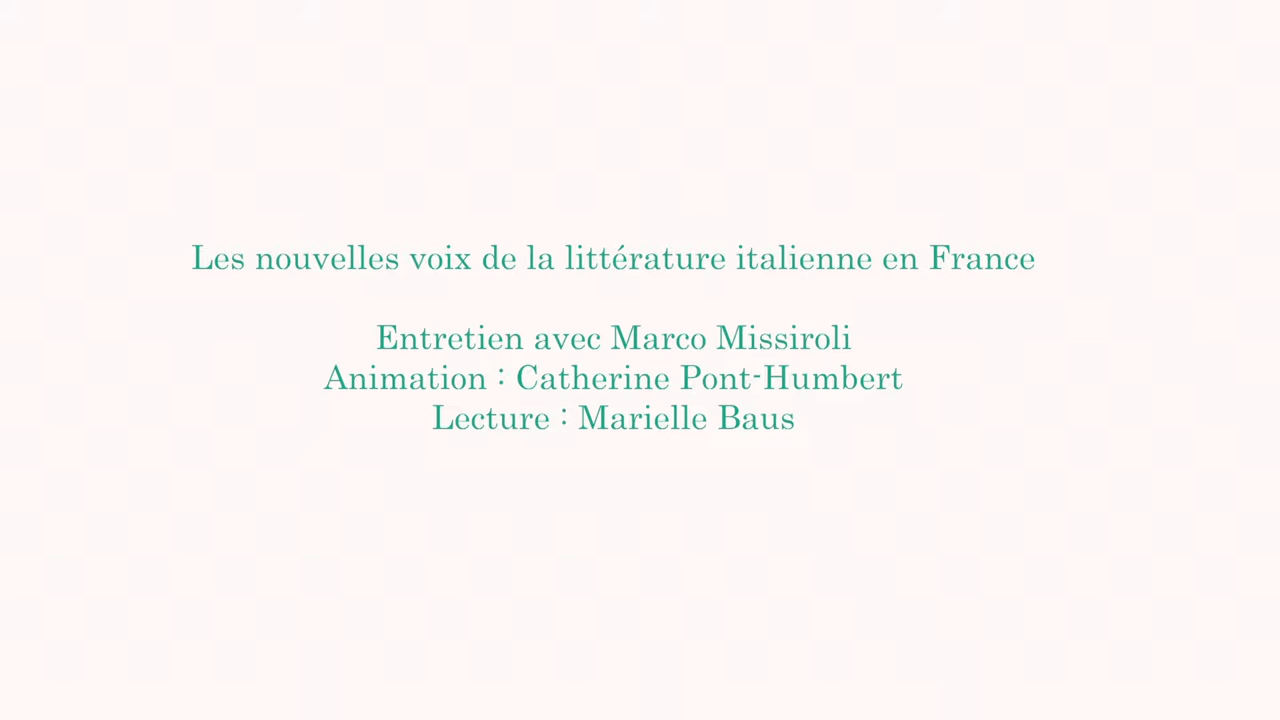 Les nouvelles voix de la littérature italienne en France
Entretien avec Marco Missiroli
Animation : Catherine Pont-Humbert
Lecture : Marielle Baus